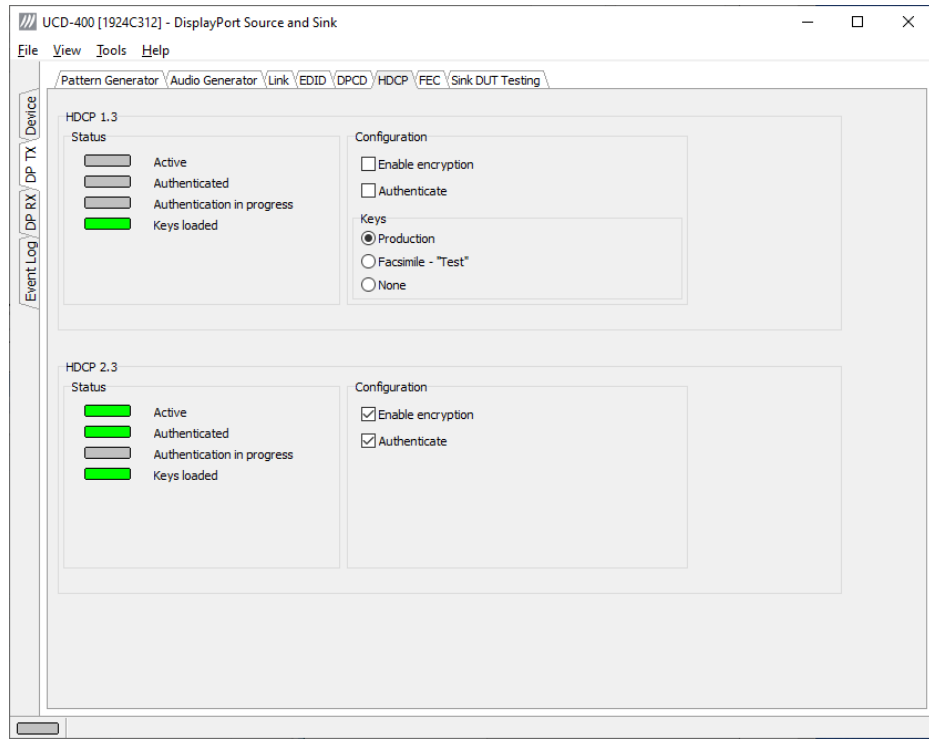 UCD-400 [1924C312] - DisplayPort Source and Sink
File View Tools Help
Pattern Generator Audio Generator Link EDID DPCD HDCP FEC Sink DUT Testing
Device
DP TX
DP RX
Event Log
HDCP 1.3
Status
Active
Authenticated
Authentication in progress
Keys loaded
Configuration
Enable encryption
Authenticate
Keys
Production
Facsimile - "Test"
None
HDCP 2.3
Status
Active
Authenticated
Authentication in progress
Keys loaded
Configuration
Enable encryption
Authenticate